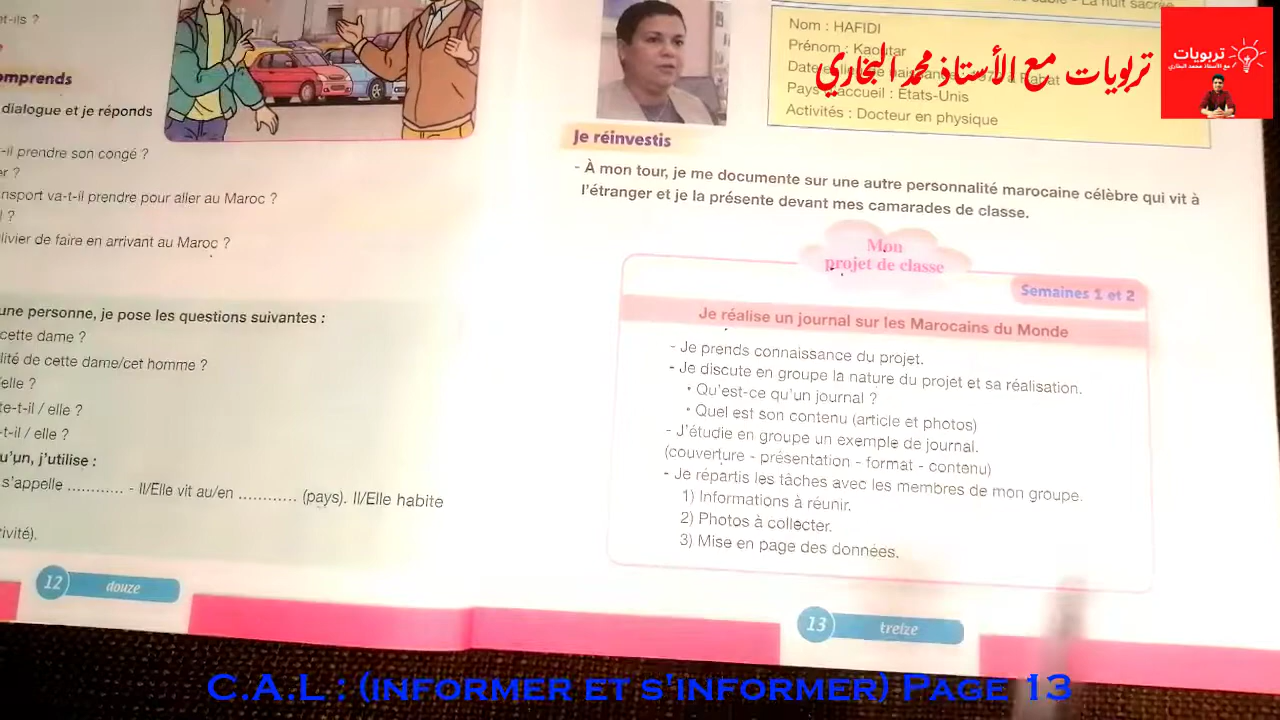 et-ils ?
omprends
dialogue et je réponds
-il prendre son congé ?
er ?
nsport va-t-il prendre pour aller au Maroc ?
l ?
livier de faire en arrivant au Maroc ?
une personne, je pose les questions suivantes :
cette dame ?
lité de cette dame/cet homme ?
elle ?
te-t-il / elle ?
-t-il / elle ?
u'un, j'utilise :
s'appelle ............ - Il/Elle vit au/en ............ (pays). Il/Elle habite
ivité).
12 douze
sable - La nuit sacrée
Nom : HAFIDI
Prénom : Kaoutar
Rabat
Pays accueil : États-Unis
Activités : Docteur en physique
Je réinvestis
- À mon tour, je me documente sur une autre personnalité marocaine célèbre qui vit à
l'étranger et je la présente devant mes camarades de classe.
Mon
projet de classe
Semaines 1 et 2
Je réalise un journal sur les Marocains du Monde
- Je prends connaissance du projet.
- Je discute en groupe la nature du projet et sa réalisation.
• Qu'est-ce qu'un journal ?
• Quel est son contenu (article et photos)
- J'étudie en groupe un exemple de journal.
(couverture - présentation - format - contenu)
- Je répartis les tâches avec les membres de mon groupe.
1) Informations à réunir.
2) Photos à collecter.
3) Mise en page des données.
13 treize
تربويات مع الأستاذ محمد البخاري
تربويات
مع الأستاذ محمد البخاري
C.A.L : (informer et s'informer) Page 13